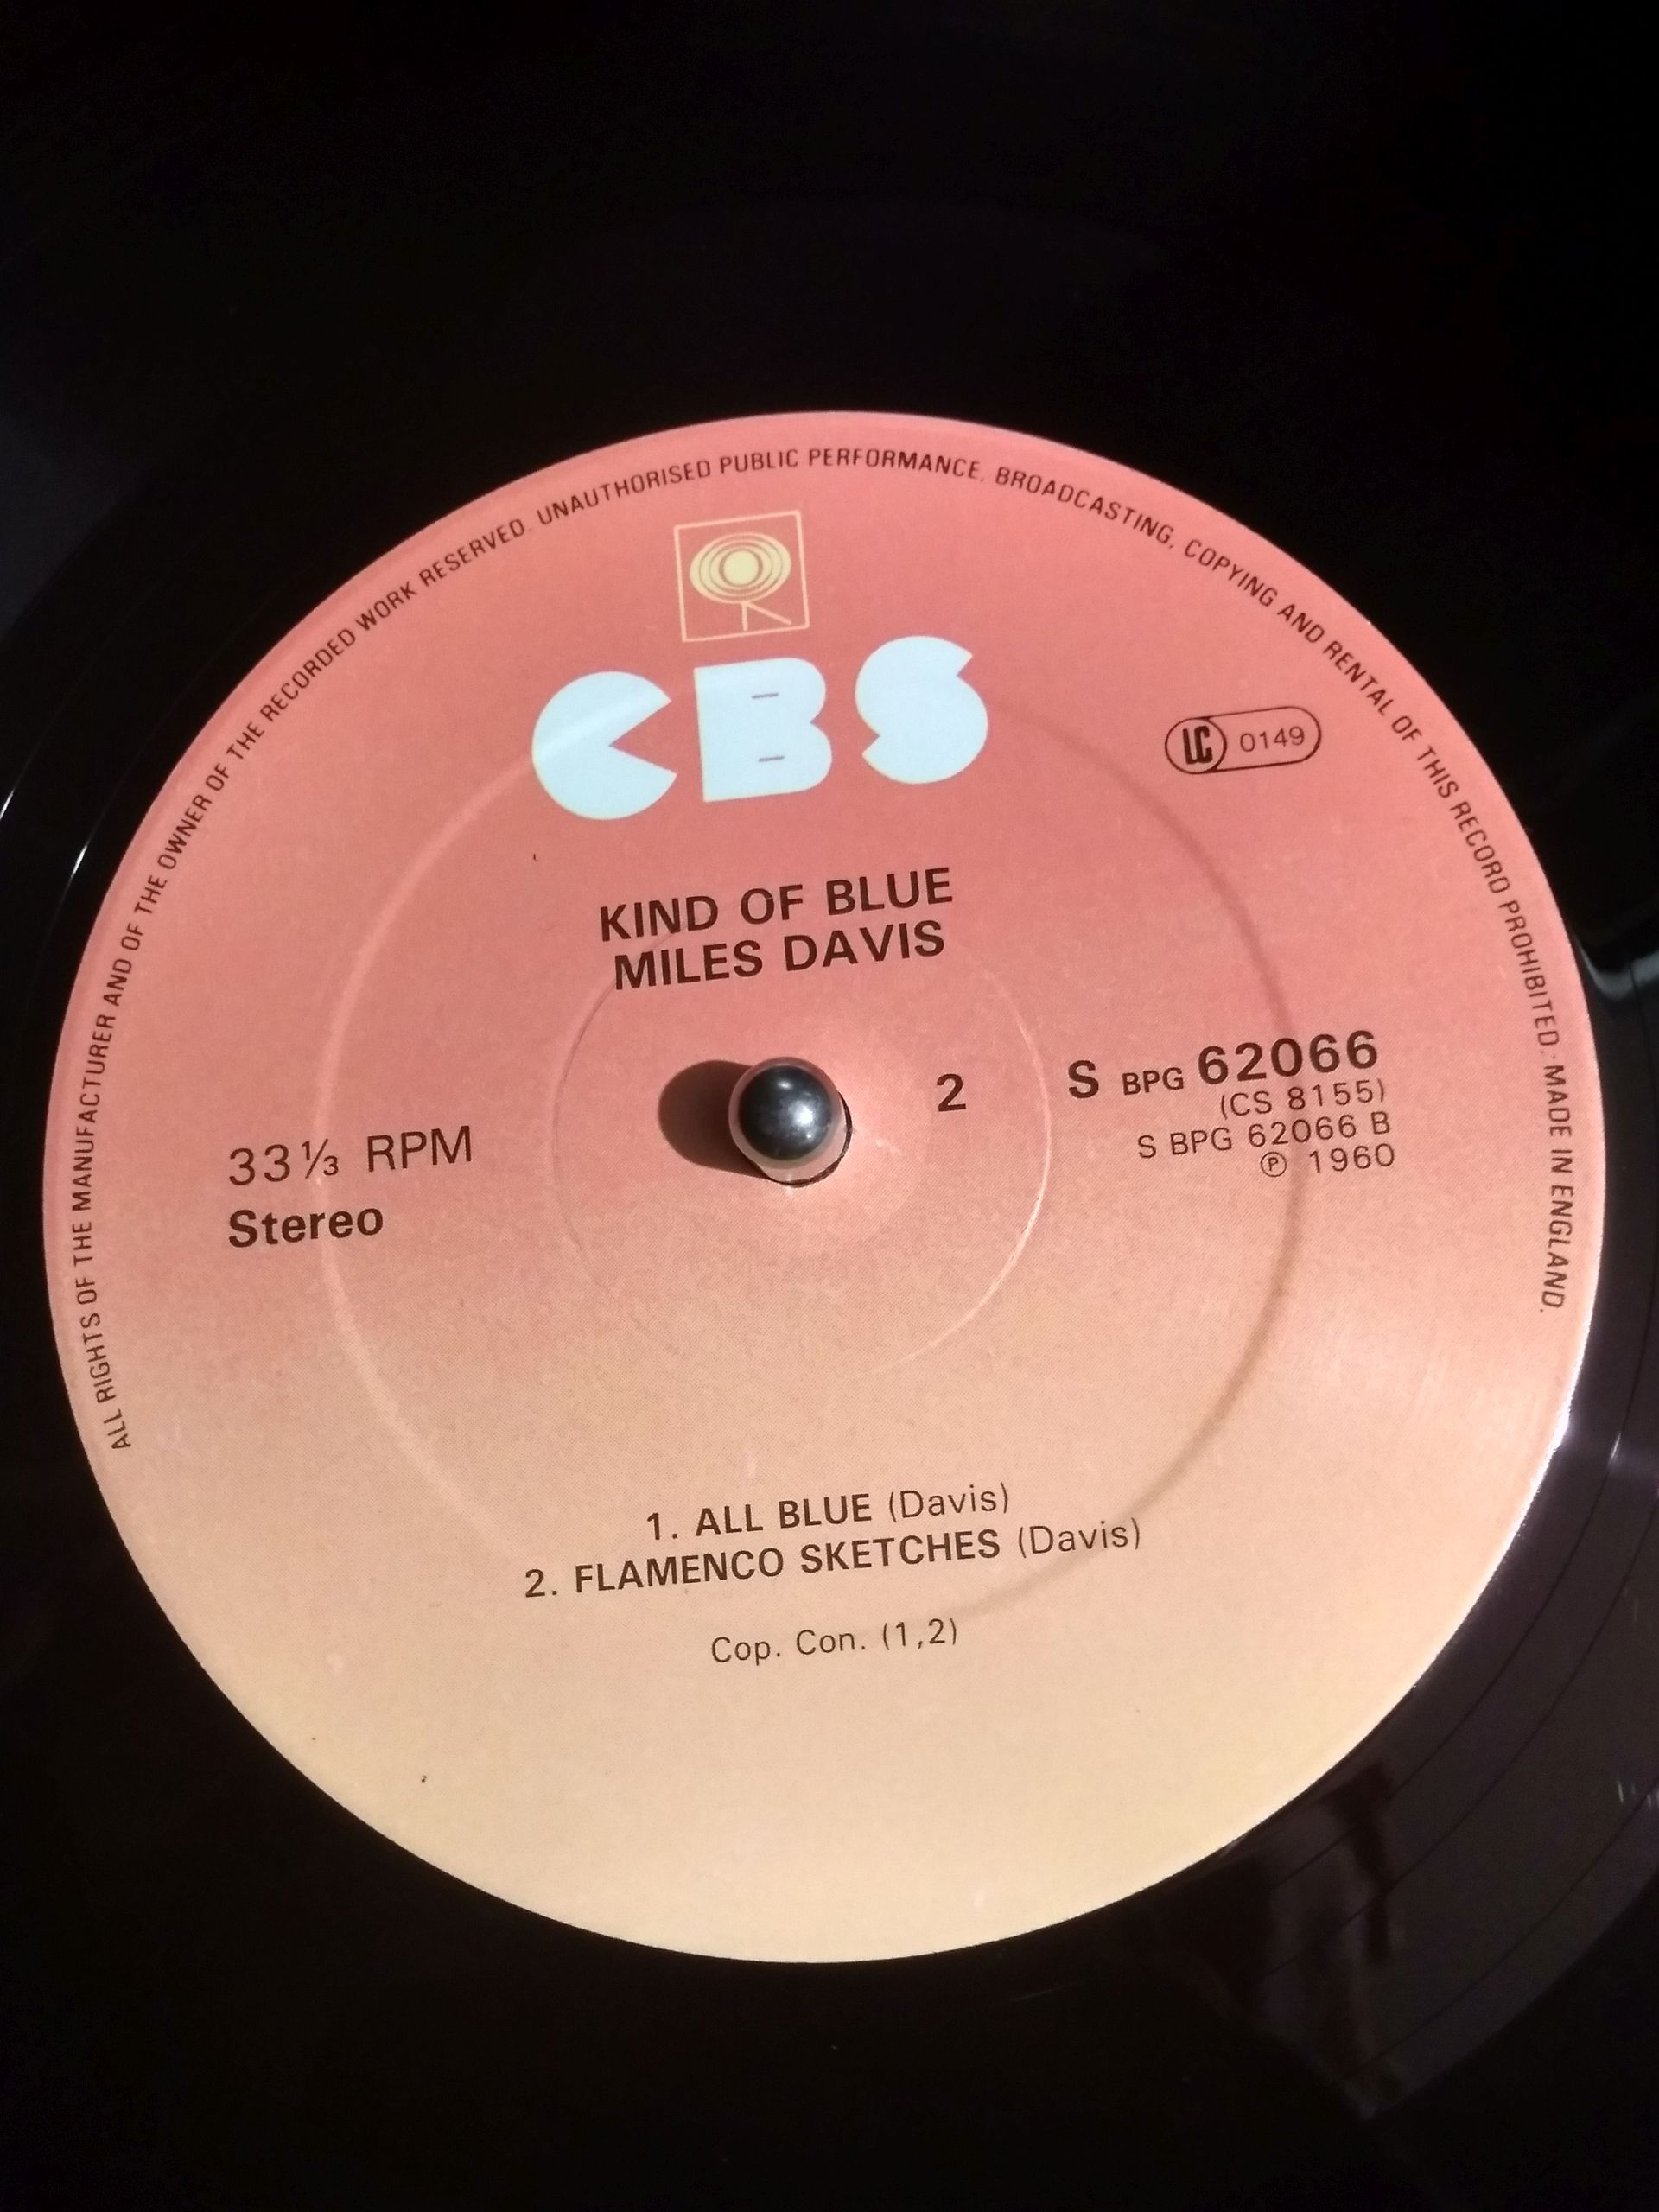 ALL RIGHTS OF THE MANUFACTURER AND OF THE OWNER OF THE RECORDED WORK RESERVED. UNAUTHORISED PUBLIC PERFORMANCE, BROADCASTING, COPYING AND RENTAL OF THIS RECORD PROHIBITED. MADE IN ENGLAND.
CBS
LC 0149
KIND OF BLUE
MILES DAVIS
2
S BPG 62066
(CS 8155)
S BPG 62066 B
℗ 1960
33⅓ RPM
Stereo
1. ALL BLUE (Davis)
2. FLAMENCO SKETCHES (Davis)
Cop. Con. (1,2)